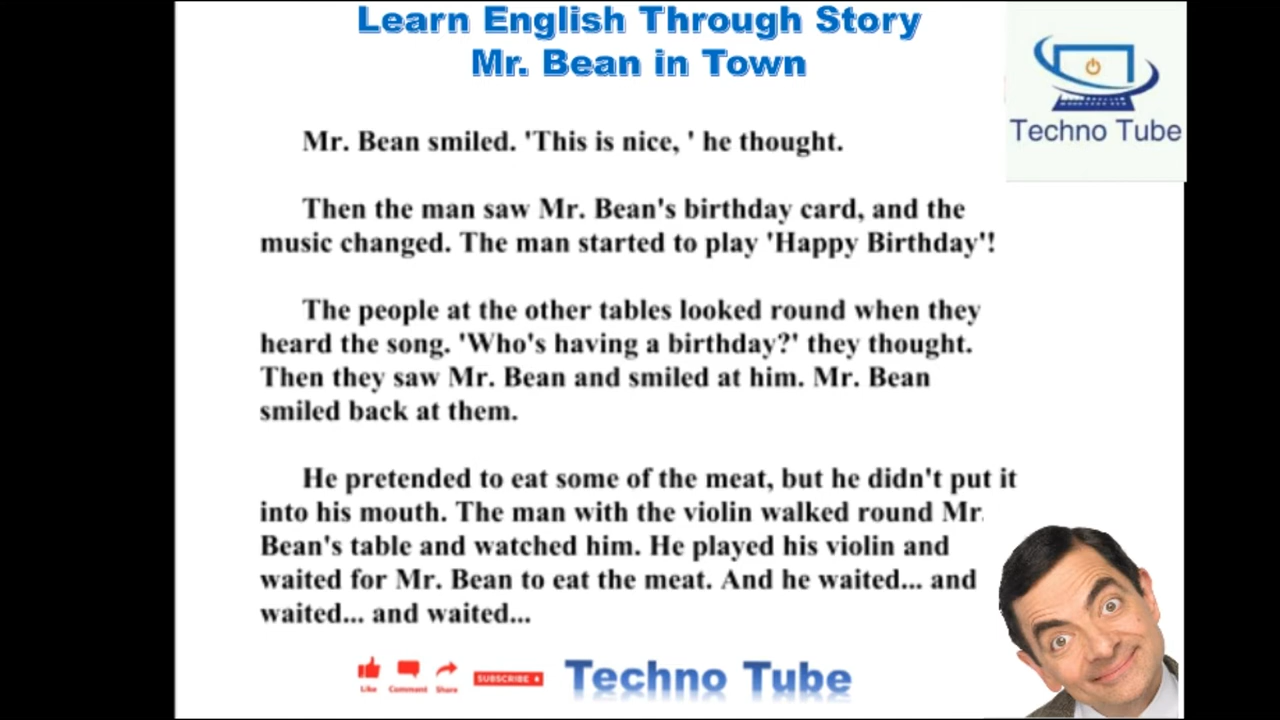 Learn English Through Story
Mr. Bean in Town
Techno Tube
Mr. Bean smiled. 'This is nice, ' he thought.
Then the man saw Mr. Bean's birthday card, and the
music changed. The man started to play 'Happy Birthday'!
The people at the other tables looked round when they
heard the song. 'Who's having a birthday?' they thought.
Then they saw Mr. Bean and smiled at him. Mr. Bean
smiled back at them.
He pretended to eat some of the meat, but he didn't put it
into his mouth. The man with the violin walked round Mr.
Bean's table and watched him. He played his violin and
waited for Mr. Bean to eat the meat. And he waited... and
waited... and waited...
Like Comment Share SUBSCRIBE Techno Tube